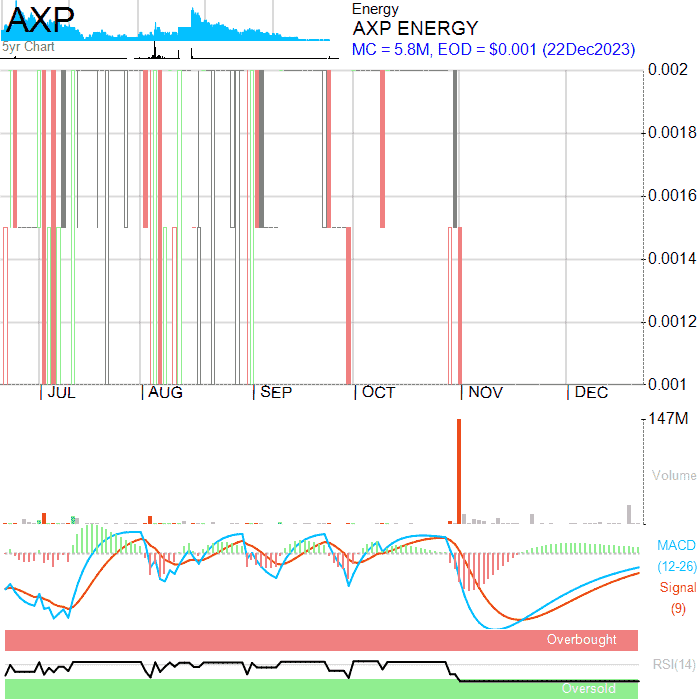 AXP
5yr Chart
Energy
AXP ENERGY
MC = 5.8M, EOD = $0.001 (22Dec2023)
0.002
0.0018
0.0016
0.0014
0.0012
0.001
JUL AUG SEP OCT NOV DEC
147M
Volume
MACD
(12-26)
Signal
(9)
Overbought
RSI(14)
Oversold